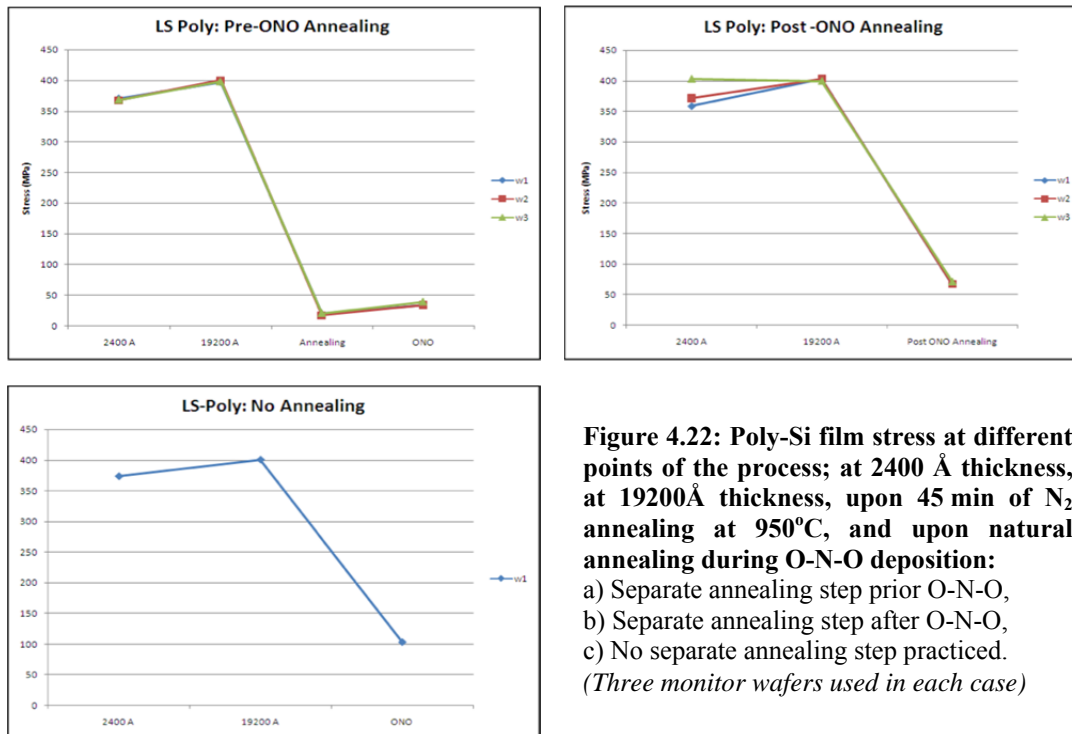 LS Poly: Pre-ONO Annealing
450
400
350
300
250
200
150
100
50
0
Stress (MPa)
2400 A 19200 A Annealing ONO
w1
w2
w3
LS Poly: Post -ONO Annealing
450
400
350
300
250
200
150
100
50
0
Stress (MPa)
2400 A 19200 A Post ONO Annealing
w1
w2
w3
LS-Poly: No Annealing
450
400
350
300
250
200
150
100
50
0
2400 A 19200 A ONO
w1
Figure 4.22: Poly-Si film stress at different
points of the process; at 2400 Å thickness,
at 19200Å thickness, upon 45 min of N₂
annealing at 950°C, and upon natural
annealing during O-N-O deposition:
a) Separate annealing step prior O-N-O,
b) Separate annealing step after O-N-O,
c) No separate annealing step practiced.
(Three monitor wafers used in each case)